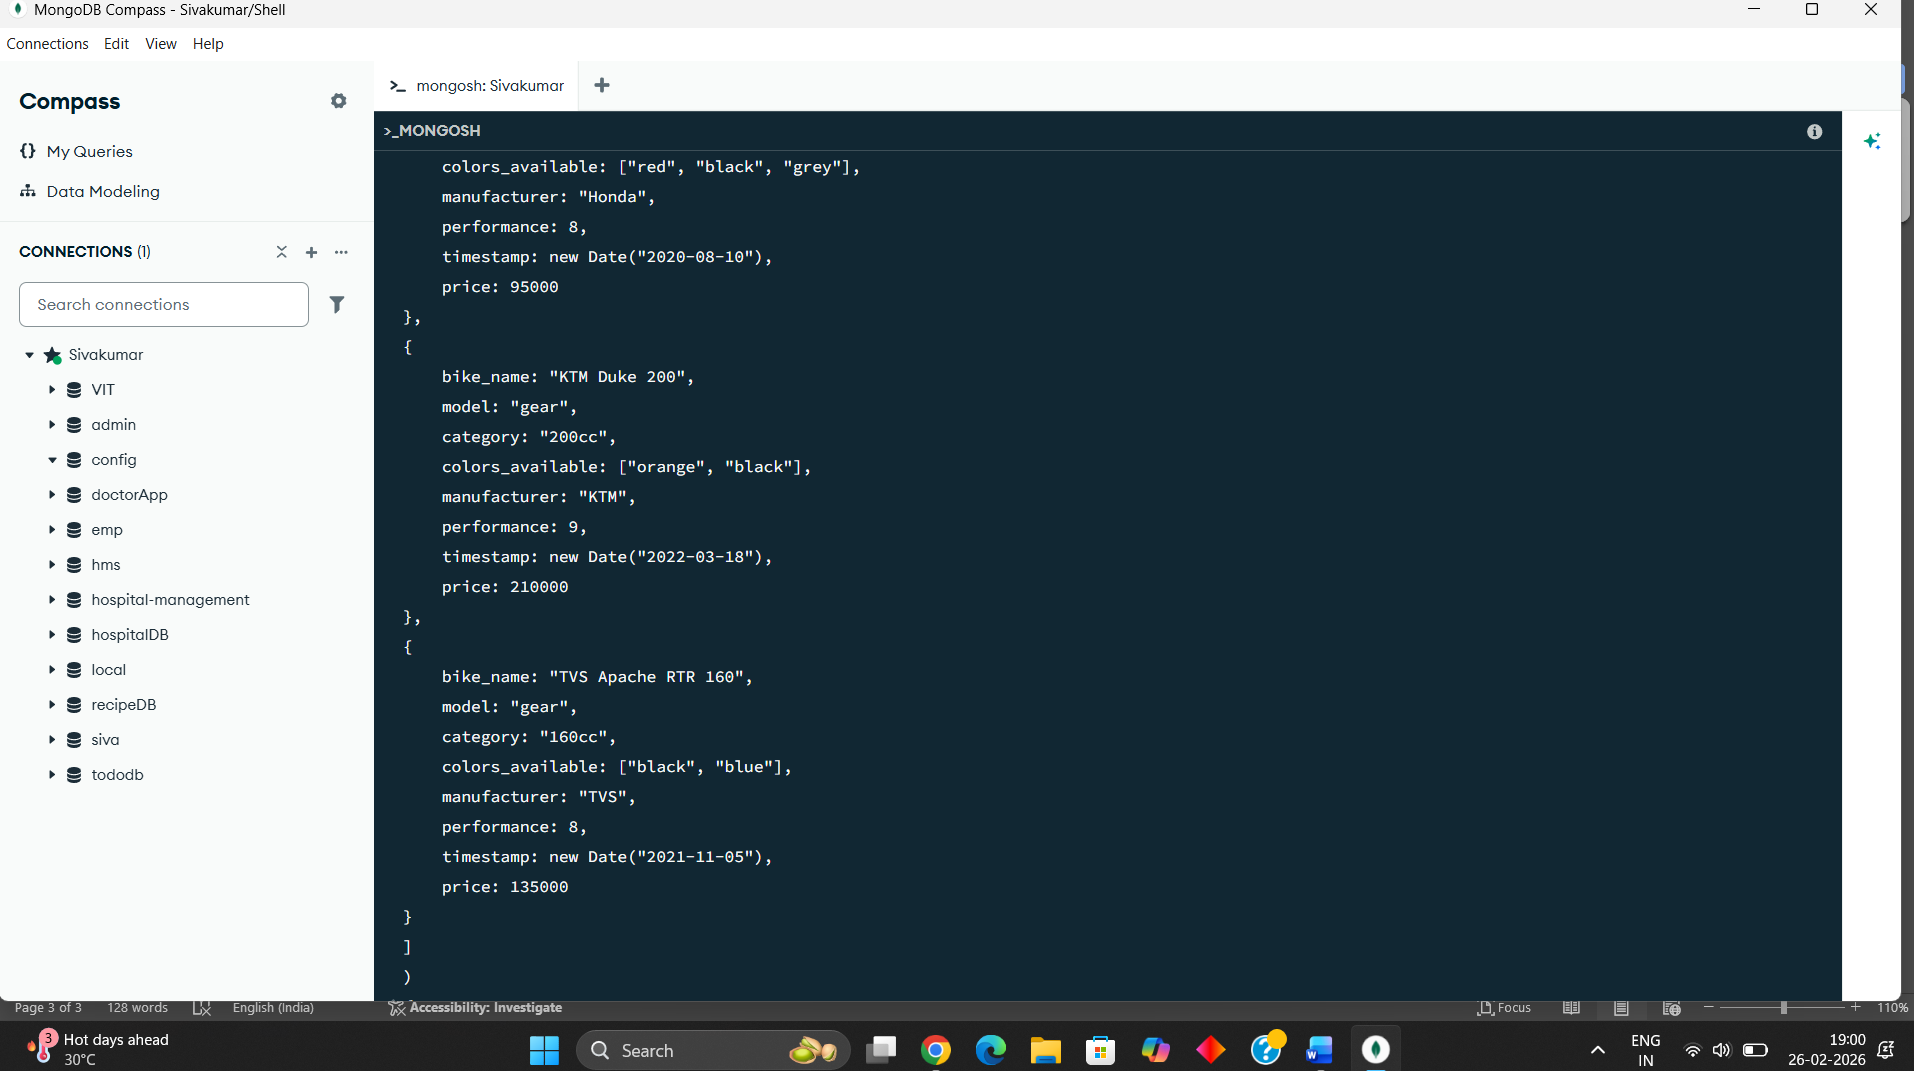 MongoDB Compass - Sivakumar/Shell
Connections Edit View Help
Compass
My Queries
Data Modeling
CONNECTIONS (1)
Search connections
Sivakumar
VIT
admin
config
doctorApp
emp
hms
hospital-management
hospitalDB
local
recipeDB
siva
tododb
>_ mongosh: Sivakumar
>_MONGOSH
colors_available: ["red", "black", "grey"],
manufacturer: "Honda",
performance: 8,
timestamp: new Date("2020-08-10"),
price: 95000
},
{
bike_name: "KTM Duke 200",
model: "gear",
category: "200cc",
colors_available: ["orange", "black"],
manufacturer: "KTM",
performance: 9,
timestamp: new Date("2022-03-18"),
price: 210000
},
{
bike_name: "TVS Apache RTR 160",
model: "gear",
category: "160cc",
colors_available: ["black", "blue"],
manufacturer: "TVS",
performance: 8,
timestamp: new Date("2021-11-05"),
price: 135000
}
]
)
Page 3 of 3 128 words English (India) Accessibility: Investigate Focus 110%
3
Hot days ahead
30°C
Search
ENG
IN
19:00
26-02-2026